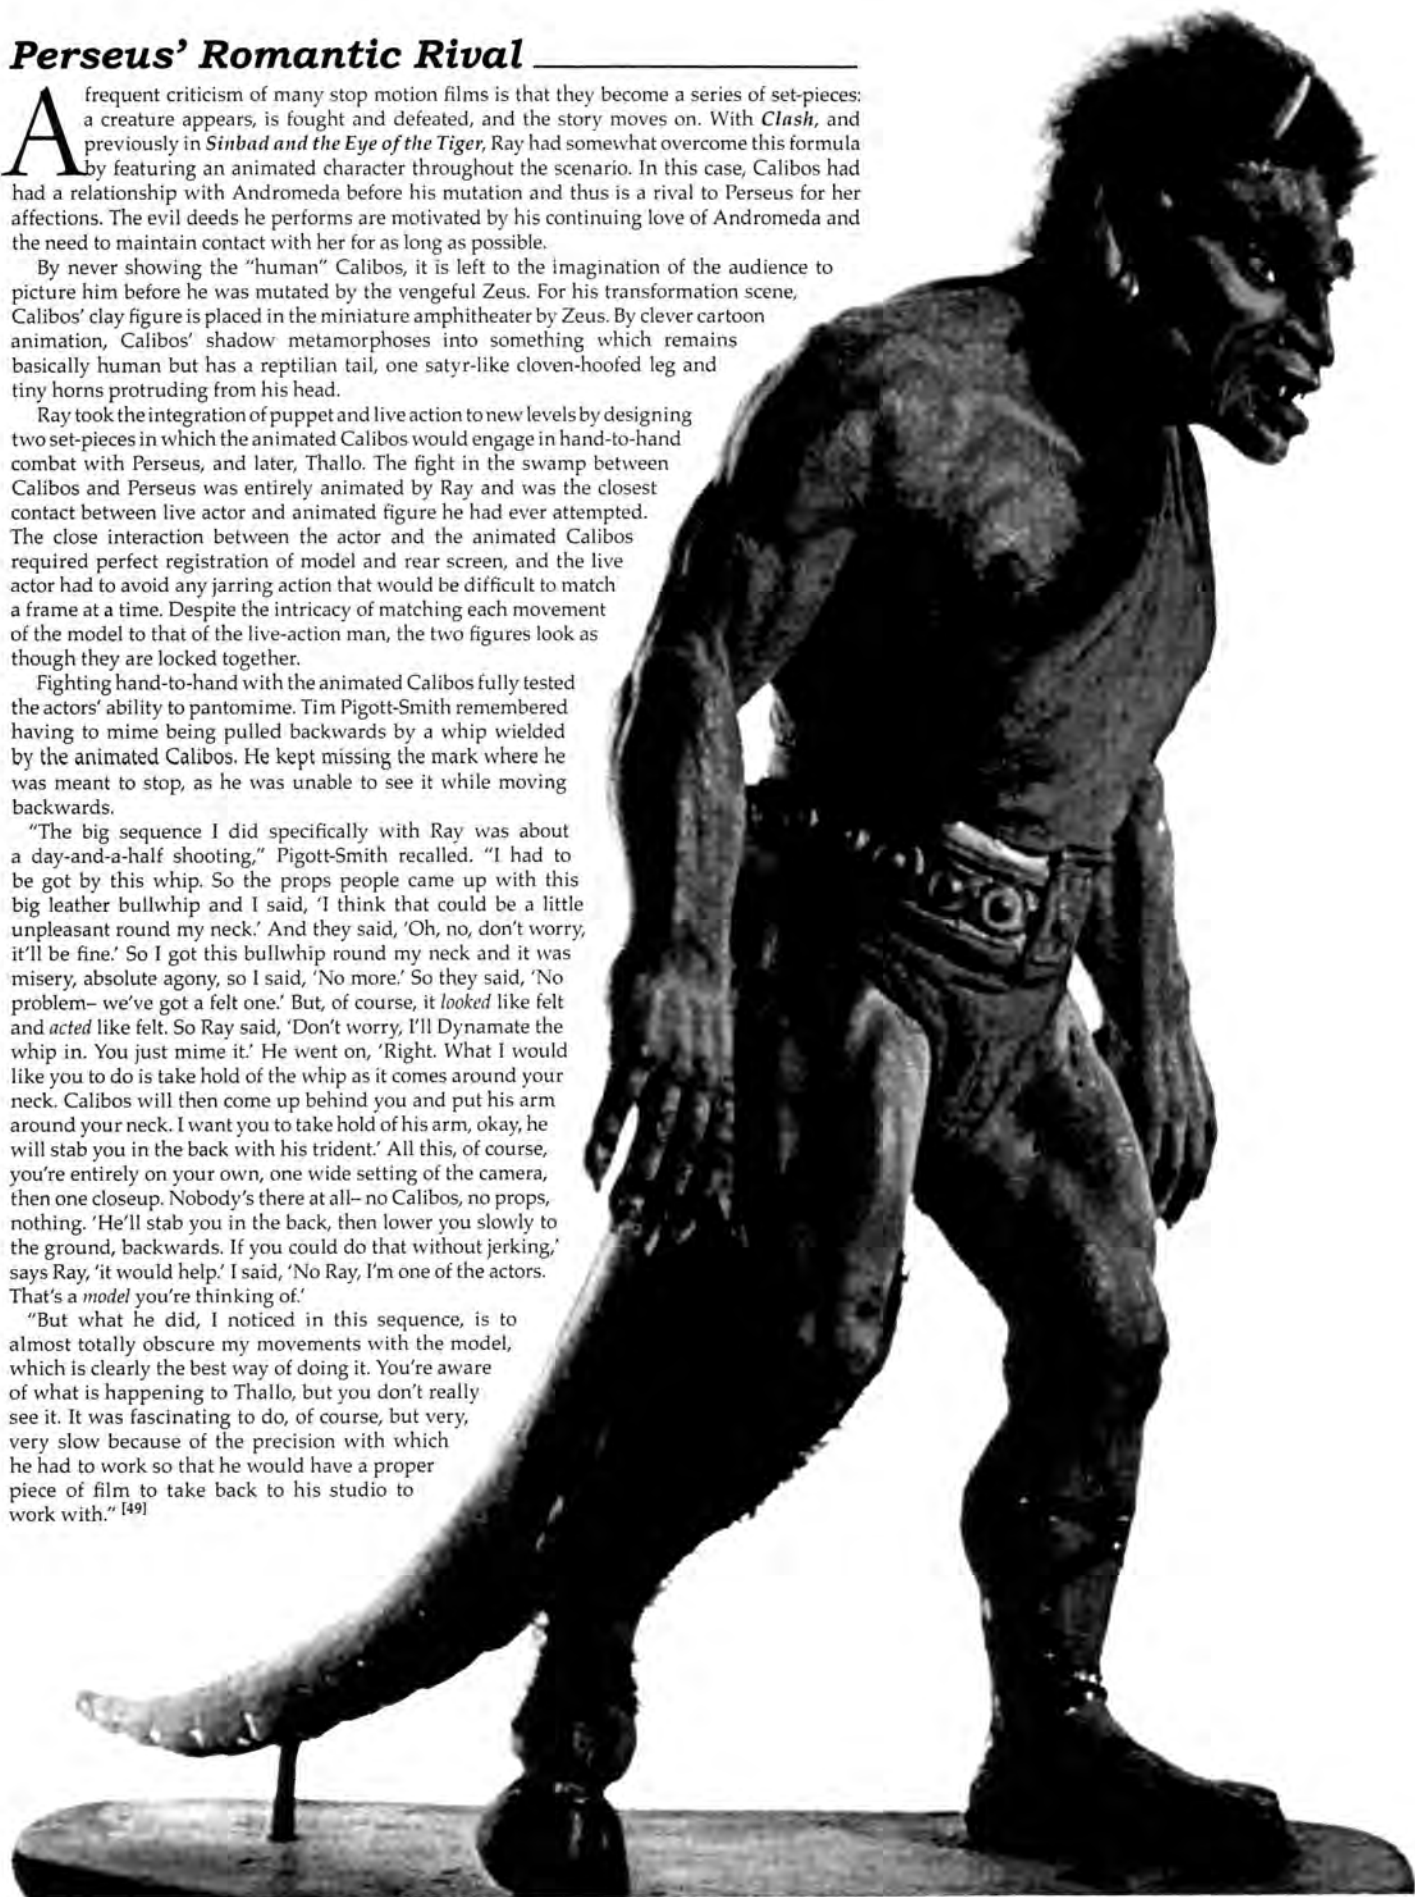 Perseus' Romantic Rival
A frequent criticism of many stop motion films is that they become a series of set-pieces:
a creature appears, is fought and defeated, and the story moves on. With Clash, and
previously in Sinbad and the Eye of the Tiger, Ray had somewhat overcome this formula
by featuring an animated character throughout the scenario. In this case, Calibos had
had a relationship with Andromeda before his mutation and thus is a rival to Perseus for her
affections. The evil deeds he performs are motivated by his continuing love of Andromeda and
the need to maintain contact with her for as long as possible.
By never showing the "human" Calibos, it is left to the imagination of the audience to
picture him before he was mutated by the vengeful Zeus. For his transformation scene,
Calibos' clay figure is placed in the miniature amphitheater by Zeus. By clever cartoon
animation, Calibos' shadow metamorphoses into something which remains
basically human but has a reptilian tail, one satyr-like cloven-hoofed leg and
tiny horns protruding from his head.
Ray took the integration of puppet and live action to new levels by designing
two set-pieces in which the animated Calibos would engage in hand-to-hand
combat with Perseus, and later, Thallo. The fight in the swamp between
Calibos and Perseus was entirely animated by Ray and was the closest
contact between live actor and animated figure he had ever attempted.
The close interaction between the actor and the animated Calibos
required perfect registration of model and rear screen, and the live
actor had to avoid any jarring action that would be difficult to match
a frame at a time. Despite the intricacy of matching each movement
of the model to that of the live-action man, the two figures look as
though they are locked together.
Fighting hand-to-hand with the animated Calibos fully tested
the actors' ability to pantomime. Tim Pigott-Smith remembered
having to mime being pulled backwards by a whip wielded
by the animated Calibos. He kept missing the mark where he
was meant to stop, as he was unable to see it while moving
backwards.
"The big sequence I did specifically with Ray was about
a day-and-a-half shooting," Pigott-Smith recalled. "I had to
be got by this whip. So the props people came up with this
big leather bullwhip and I said, 'I think that could be a little
unpleasant round my neck.' And they said, 'Oh, no, don't worry,
it'll be fine.' So I got this bullwhip round my neck and it was
misery, absolute agony, so I said, 'No more.' So they said, 'No
problem– we've got a felt one.' But, of course, it looked like felt
and acted like felt. So Ray said, 'Don't worry, I'll Dynamate the
whip in. You just mime it.' He went on, 'Right. What I would
like you to do is take hold of the whip as it comes around your
neck. Calibos will then come up behind you and put his arm
around your neck. I want you to take hold of his arm, okay, he
will stab you in the back with his trident.' All this, of course,
you're entirely on your own, one wide setting of the camera,
then one closeup. Nobody's there at all– no Calibos, no props,
nothing. 'He'll stab you in the back, then lower you slowly to
the ground, backwards. If you could do that without jerking,'
says Ray, 'it would help.' I said, 'No Ray, I'm one of the actors.
That's a model you're thinking of.'
"But what he did, I noticed in this sequence, is to
almost totally obscure my movements with the model,
which is clearly the best way of doing it. You're aware
of what is happening to Thallo, but you don't really
see it. It was fascinating to do, of course, but very,
very slow because of the precision with which
he had to work so that he would have a proper
piece of film to take back to his studio to
work with." [49]